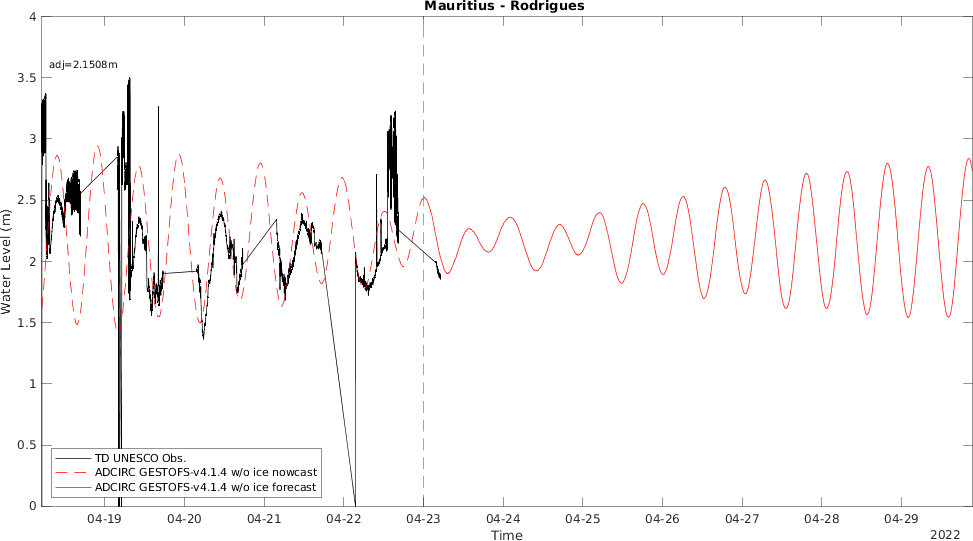 Mauritius - Rodrigues
4
adj=2.1508m
3.5
3
2.5
2
1.5
1
0.5
0
Water Level (m)
TD UNESCO Obs.
ADCIRC GESTOFS-v4.1.4 w/o ice nowcast
ADCIRC GESTOFS-v4.1.4 w/o ice forecast
04-19 04-20 04-21 04-22 04-23 04-24 04-25 04-26 04-27 04-28 04-29
Time
2022